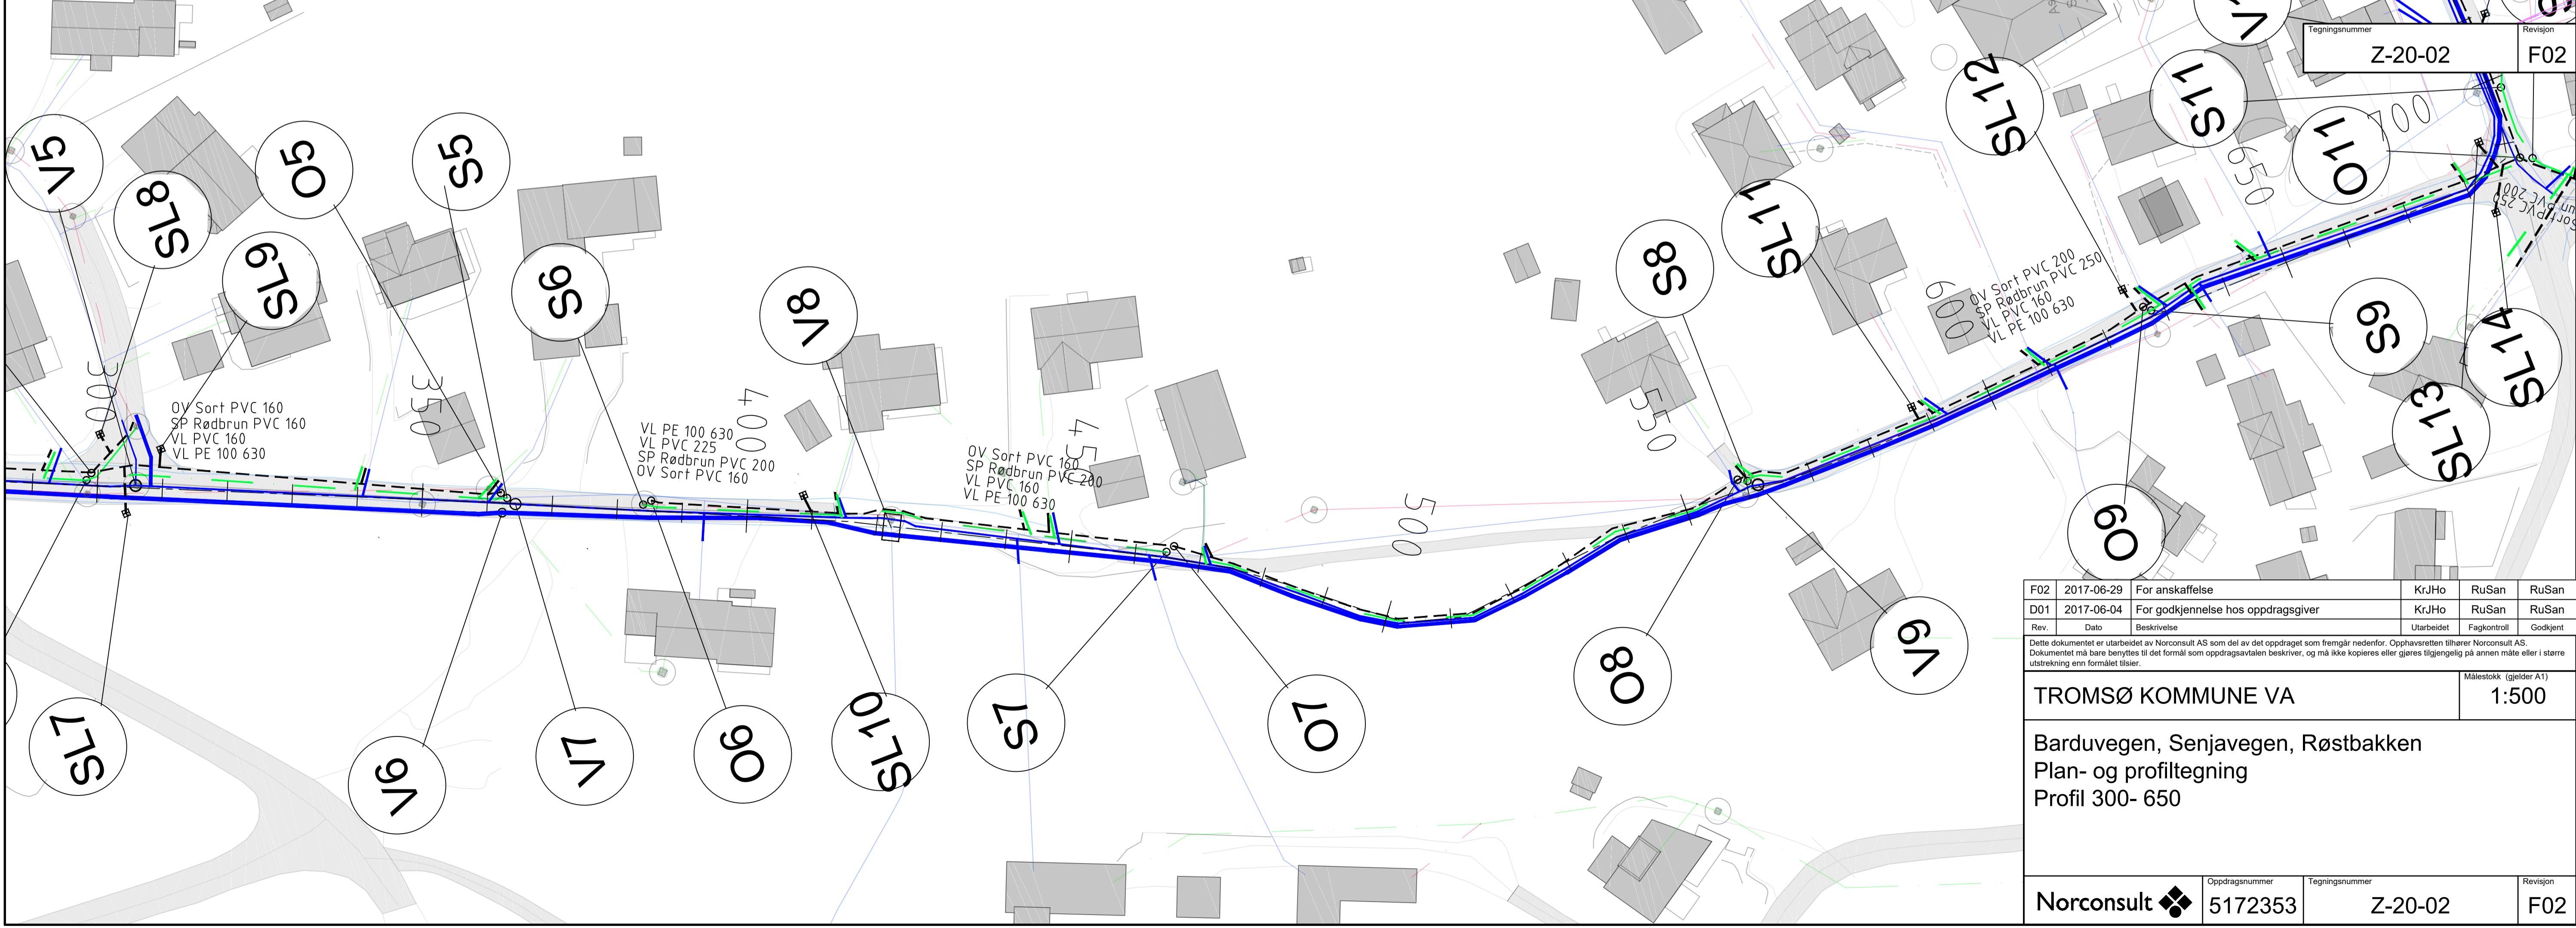 Tegningsnummer
Revisjon
Z-20-02
F02
V5
SL8
SL9
O5
S5
S6
V8
S8
SL11
SL12
S11
O11
300
350
400
450
500
550
600
650
700
OV Sort PVC 160
SP Rødbrun PVC 160
VL PVC 160
VL PE 100 630
VL PE 100 630
VL PVC 225
SP Rødbrun PVC 200
OV Sort PVC 160
OV Sort PVC 160
SP Rødbrun PVC 200
VL PVC 160
VL PE 100 630
OV Sort PVC 200
SP Rødbrun PVC 250
VL PVC 160
VL PE 100 630
PVC 200
Sort PVC 250
S9
SL14
SL13
O9
V9
O8
O7
S7
SL10
O6
V7
V6
SL7
F02 2017-06-29 For anskaffelse KrJHo RuSan RuSan
D01 2017-06-04 For godkjennelse hos oppdragsgiver KrJHo RuSan RuSan
Rev. Dato Beskrivelse Utarbeidet Fagkontroll Godkjent
Dette dokumentet er utarbeidet av Norconsult AS som del av det oppdraget som fremgår nedenfor. Opphavsretten tilhører Norconsult AS.
Dokumentet må bare benyttes til det formål som oppdragsavtalen beskriver, og må ikke kopieres eller gjøres tilgjengelig på annen måte eller i større
utstrekning enn formålet tilsier.
TROMSØ KOMMUNE VA
Målestokk (gjelder A1)
1:500
Barduvegen, Senjavegen, Røstbakken
Plan- og profiltegning
Profil 300- 650
Norconsult
Oppdragsnummer
5172353
Tegningsnummer
Z-20-02
Revisjon
F02